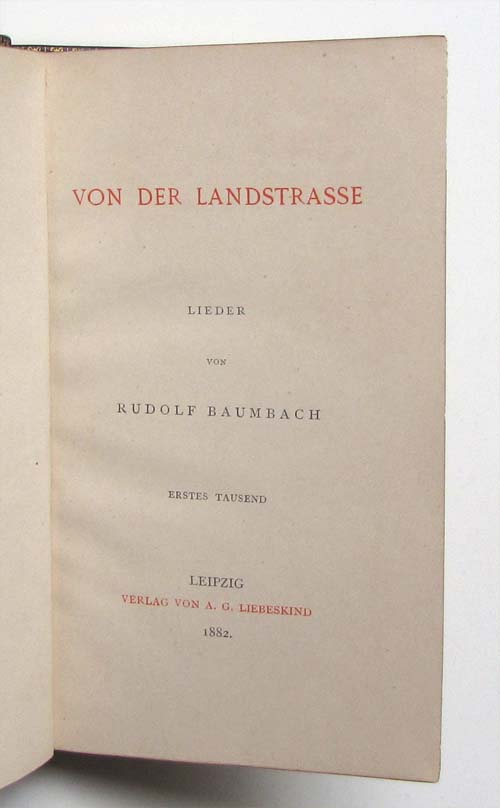 VON DER LANDSTRASSE
LIEDER
VON
RUDOLF BAUMBACH
ERSTES TAUSEND
LEIPZIG
VERLAG VON A. G. LIEBESKIND
1882.